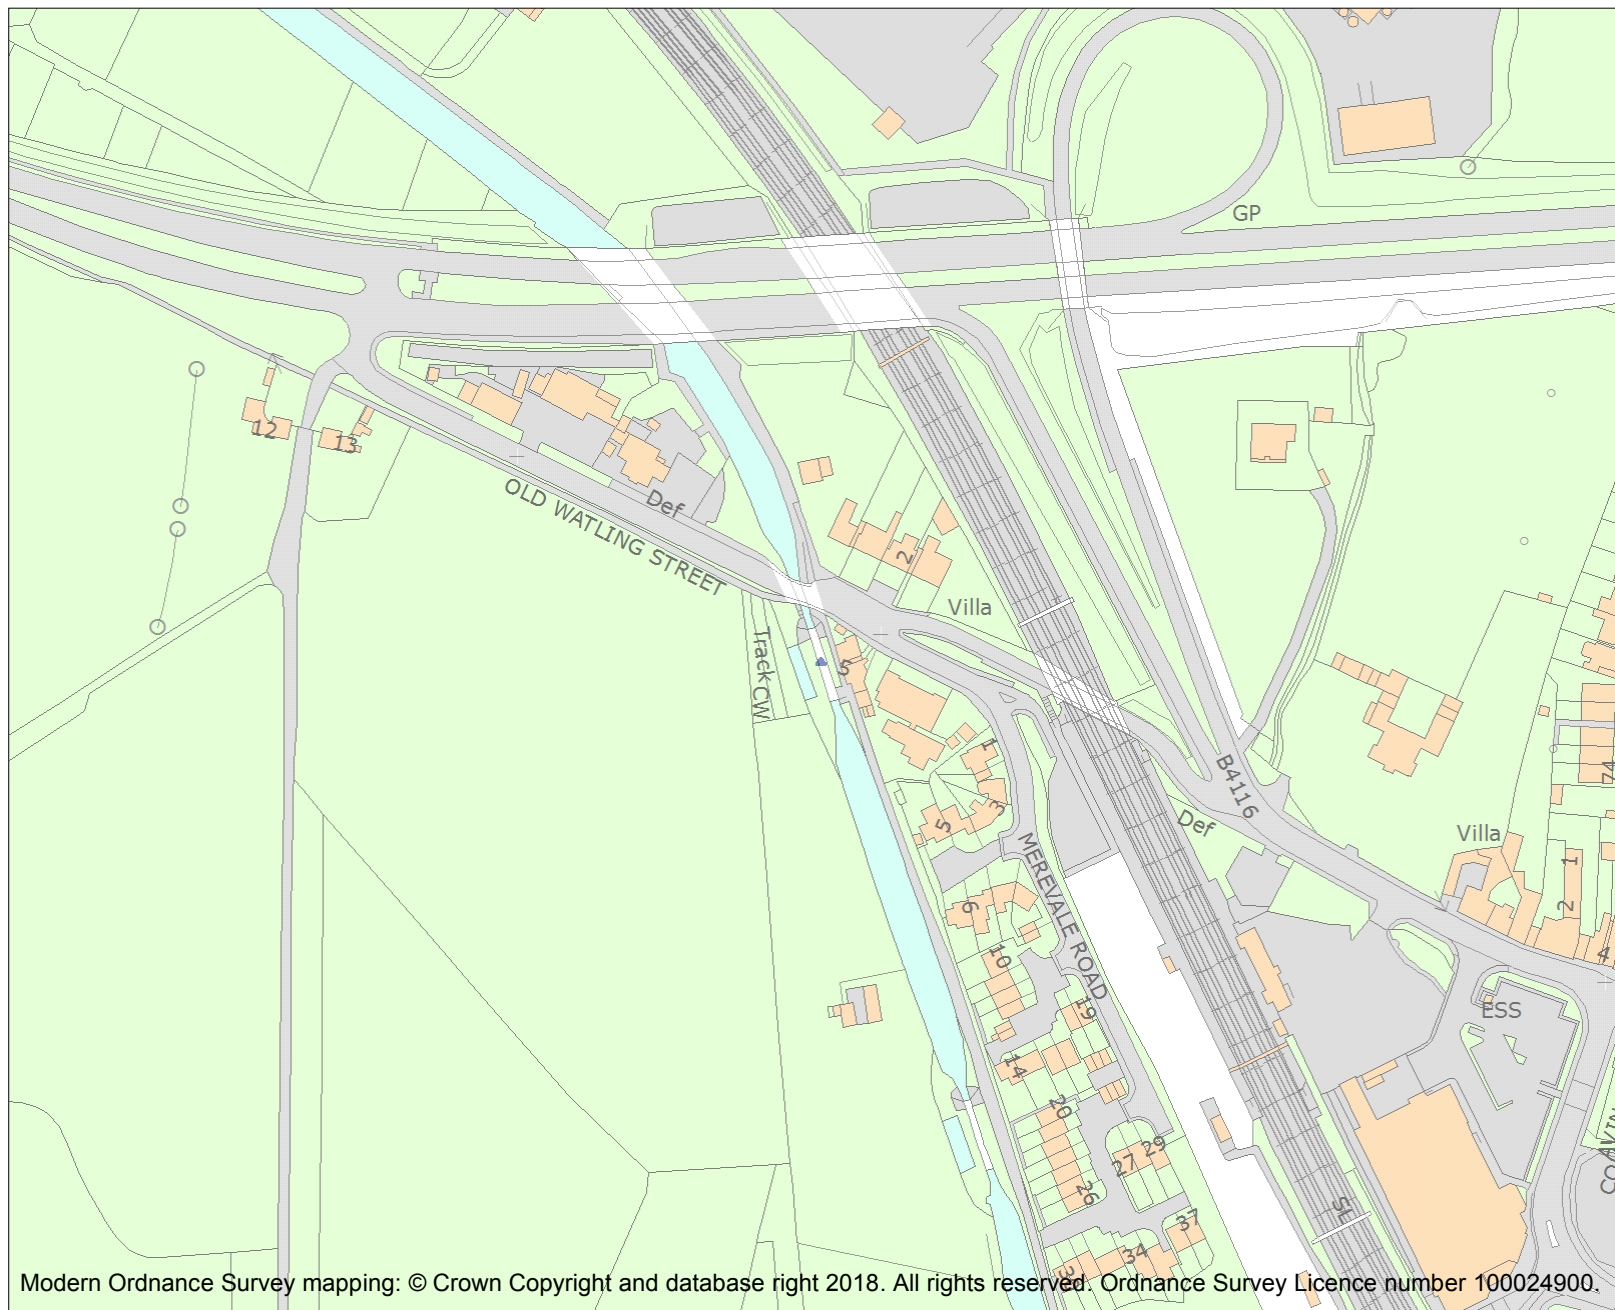 GP
12
13
Def
OLD WATLING STREET
2
Villa
Track
CW
5
1
3
5
MEREVALE ROAD
B4116
Def
Villa
74
1
2
4
6
10
19
ESS
14
20
27
29
26
37
34
SL
Modern Ordnance Survey mapping: © Crown Copyright and database right 2018. All rights reserved. Ordnance Survey Licence number 100024900.